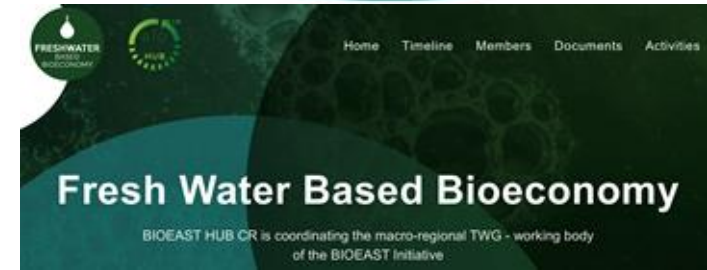 FRESHWATER
BASED
BIOECONOMY
BIO
HUB
Home Timeline Members Documents Activities
Fresh Water Based Bioeconomy
BIOEAST HUB CR is coordinating the macro-regional TWG - working body
of the BIOEAST Initiative